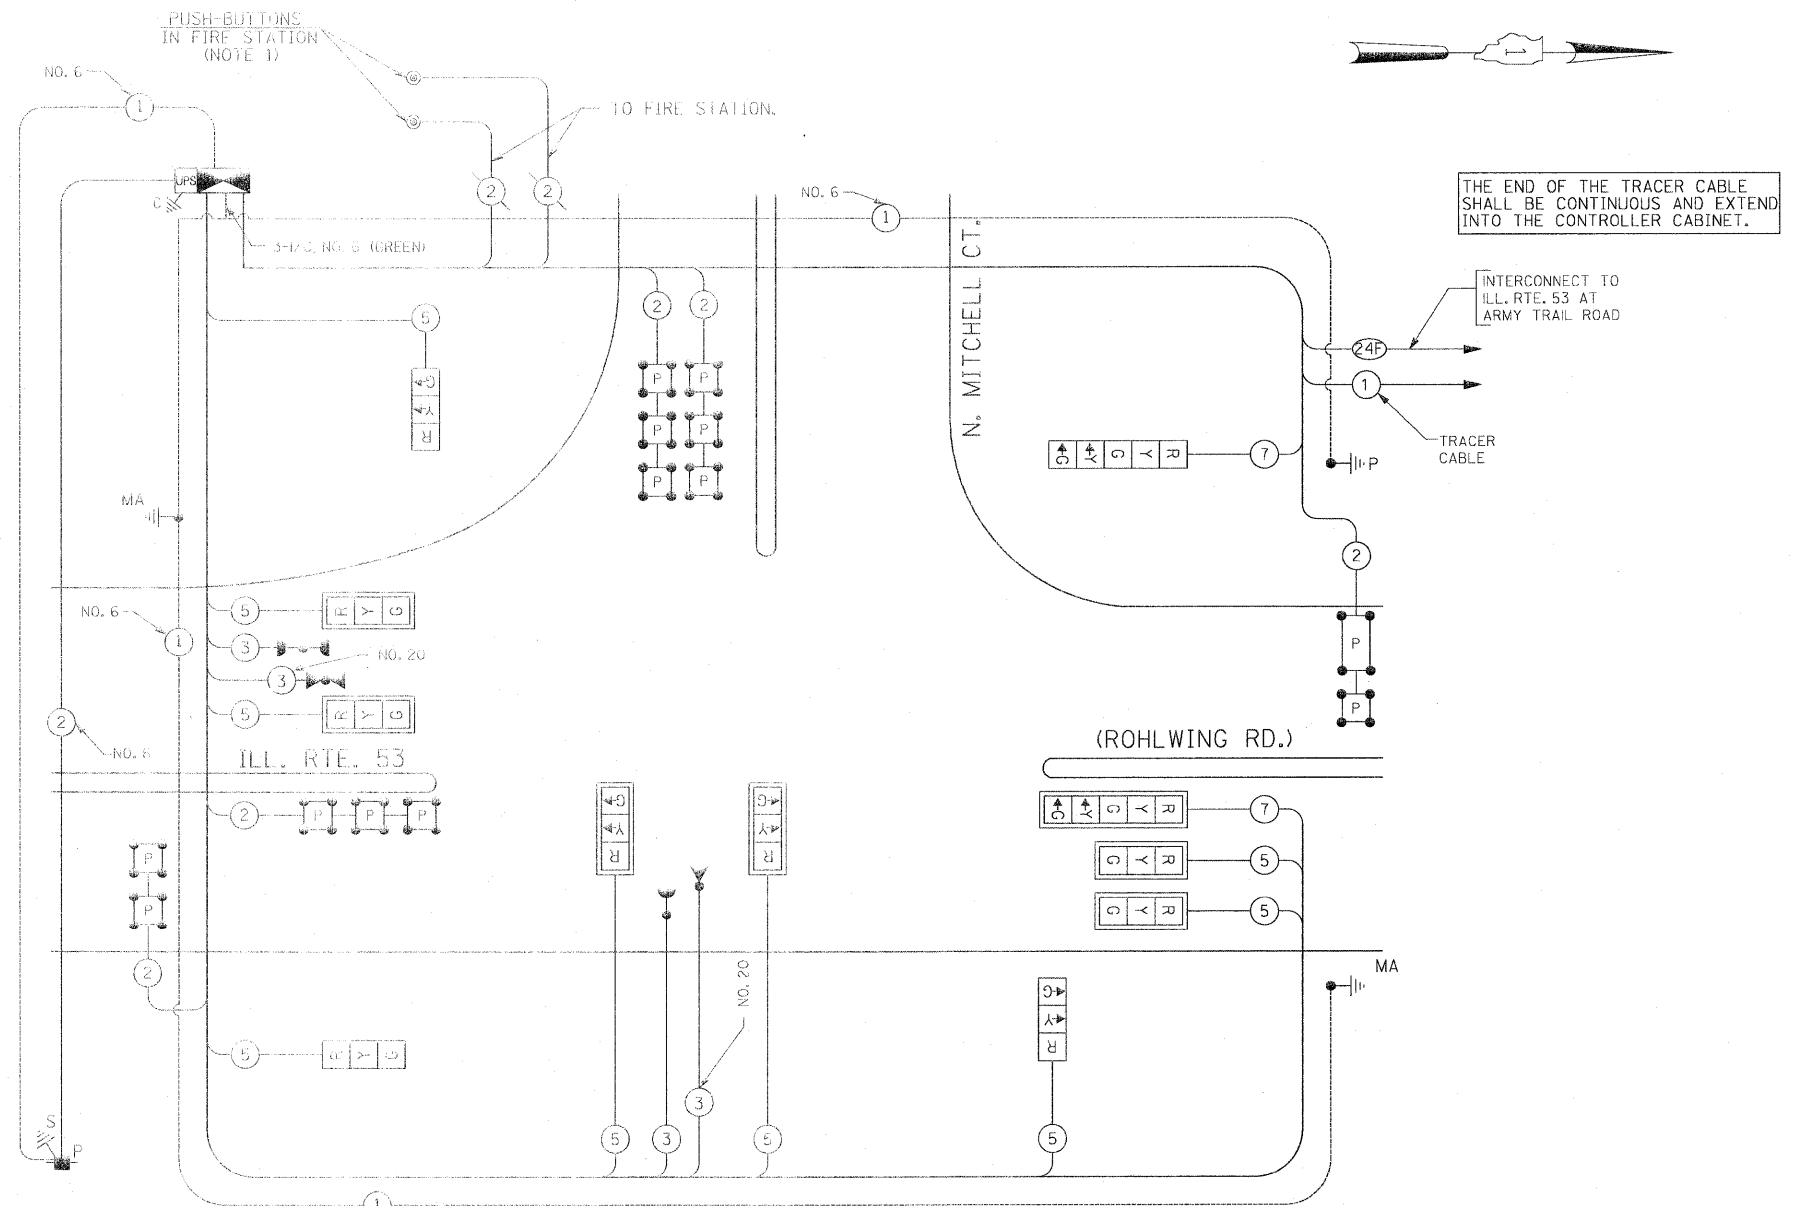 PUSH-BUTTONS
IN FIRE STATION
(NOTE 1)
NO. 6
1
TO FIRE STATION.
UPS
C
2
2
NO. 6
1
3-1/C, NO. 6 (GREEN)
THE END OF THE TRACER CABLE
SHALL BE CONTINUOUS AND EXTEND
INTO THE CONTROLLER CABINET.
N. MITCHELL CT.
INTERCONNECT TO
ILL. RTE. 53 AT
ARMY TRAIL ROAD
24F
1
TRACER
CABLE
5
G
Y
R
2
2
P P
P P
P P
G Y G Y R
7
P
MA
2
P
P
NO. 6
1
5
R Y G
3
3
NO. 20
5
R Y G
2
NO. 6
ILL. RTE. 53
(ROHLWING RD.)
2
P P P
P
P
2
G
Y
R
G
Y
R
G Y G Y R
7
G Y R
5
G Y R
5
MA
NO. 20
G
Y
R
5
R Y G
S
P
5
3
3
5
5
1